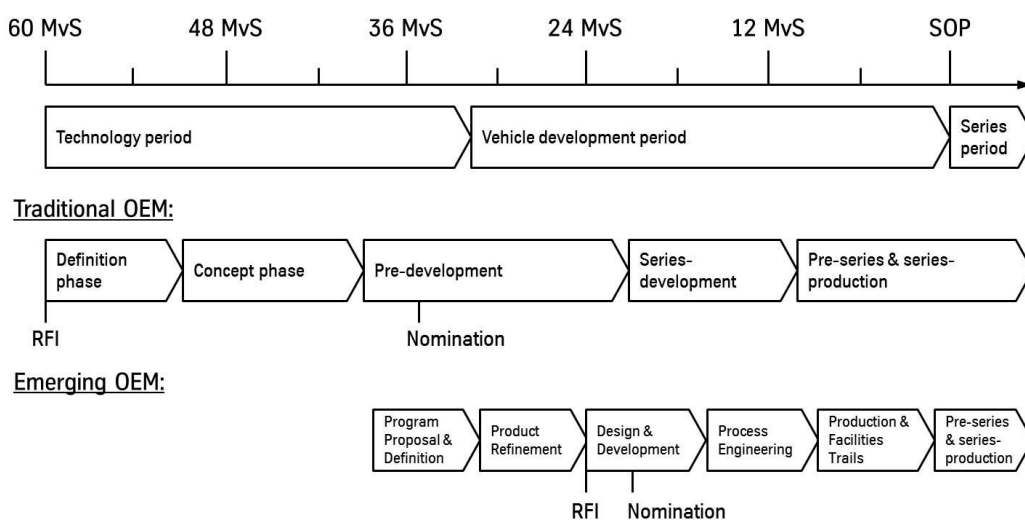 60 MvS 48 MvS 36 MvS 24 MvS 12 MvS SOP
Technology period
Vehicle development period
Series
period
Traditional OEM:
Definition
phase
Concept phase
Pre-development
Series-
development
Pre-series & series-
production
RFI
Nomination
Emerging OEM:
Program
Proposal &
Definition
Product
Refinement
Design &
Development
Process
Engineering
Production &
Facilities
Trails
Pre-series
& series-
production
RFI
Nomination